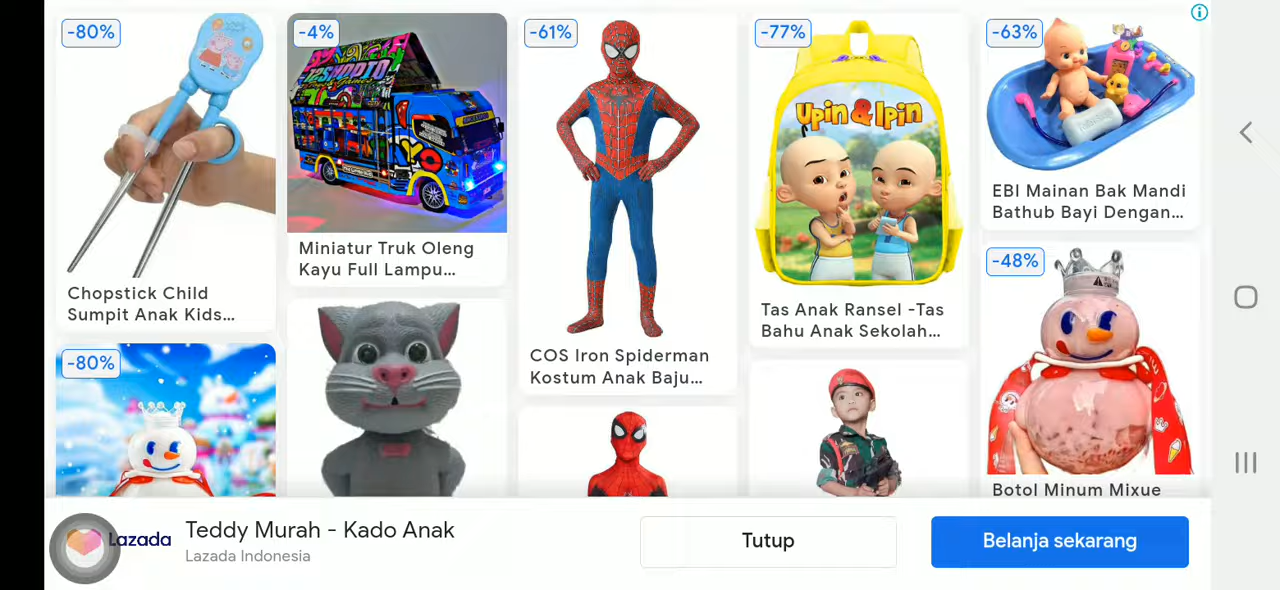 -80%
Chopstick Child
Sumpit Anak Kids...
-80%
-4%
Miniatur Truk Oleng
Kayu Full Lampu...
-61%
COS Iron Spiderman
Kostum Anak Baju...
-77%
Upin & Ipin
Tas Anak Ransel -Tas
Bahu Anak Sekolah...
-63%
EBI Mainan Bak Mandi
Bathub Bayi Dengan...
-48%
Botol Minum Mixue
Lazada
Teddy Murah - Kado Anak
Lazada Indonesia
Tutup
Belanja sekarang